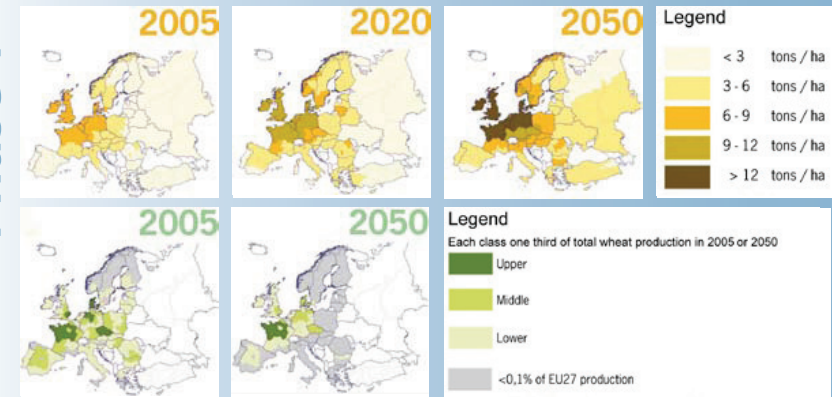 2005
2020
2050
Legend
< 3 tons / ha
3 - 6 tons / ha
6 - 9 tons / ha
9 - 12 tons / ha
> 12 tons / ha
2005
2050
Legend
Each class one third of total wheat production in 2005 or 2050
Upper
Middle
Lower
<0,1% of EU27 production